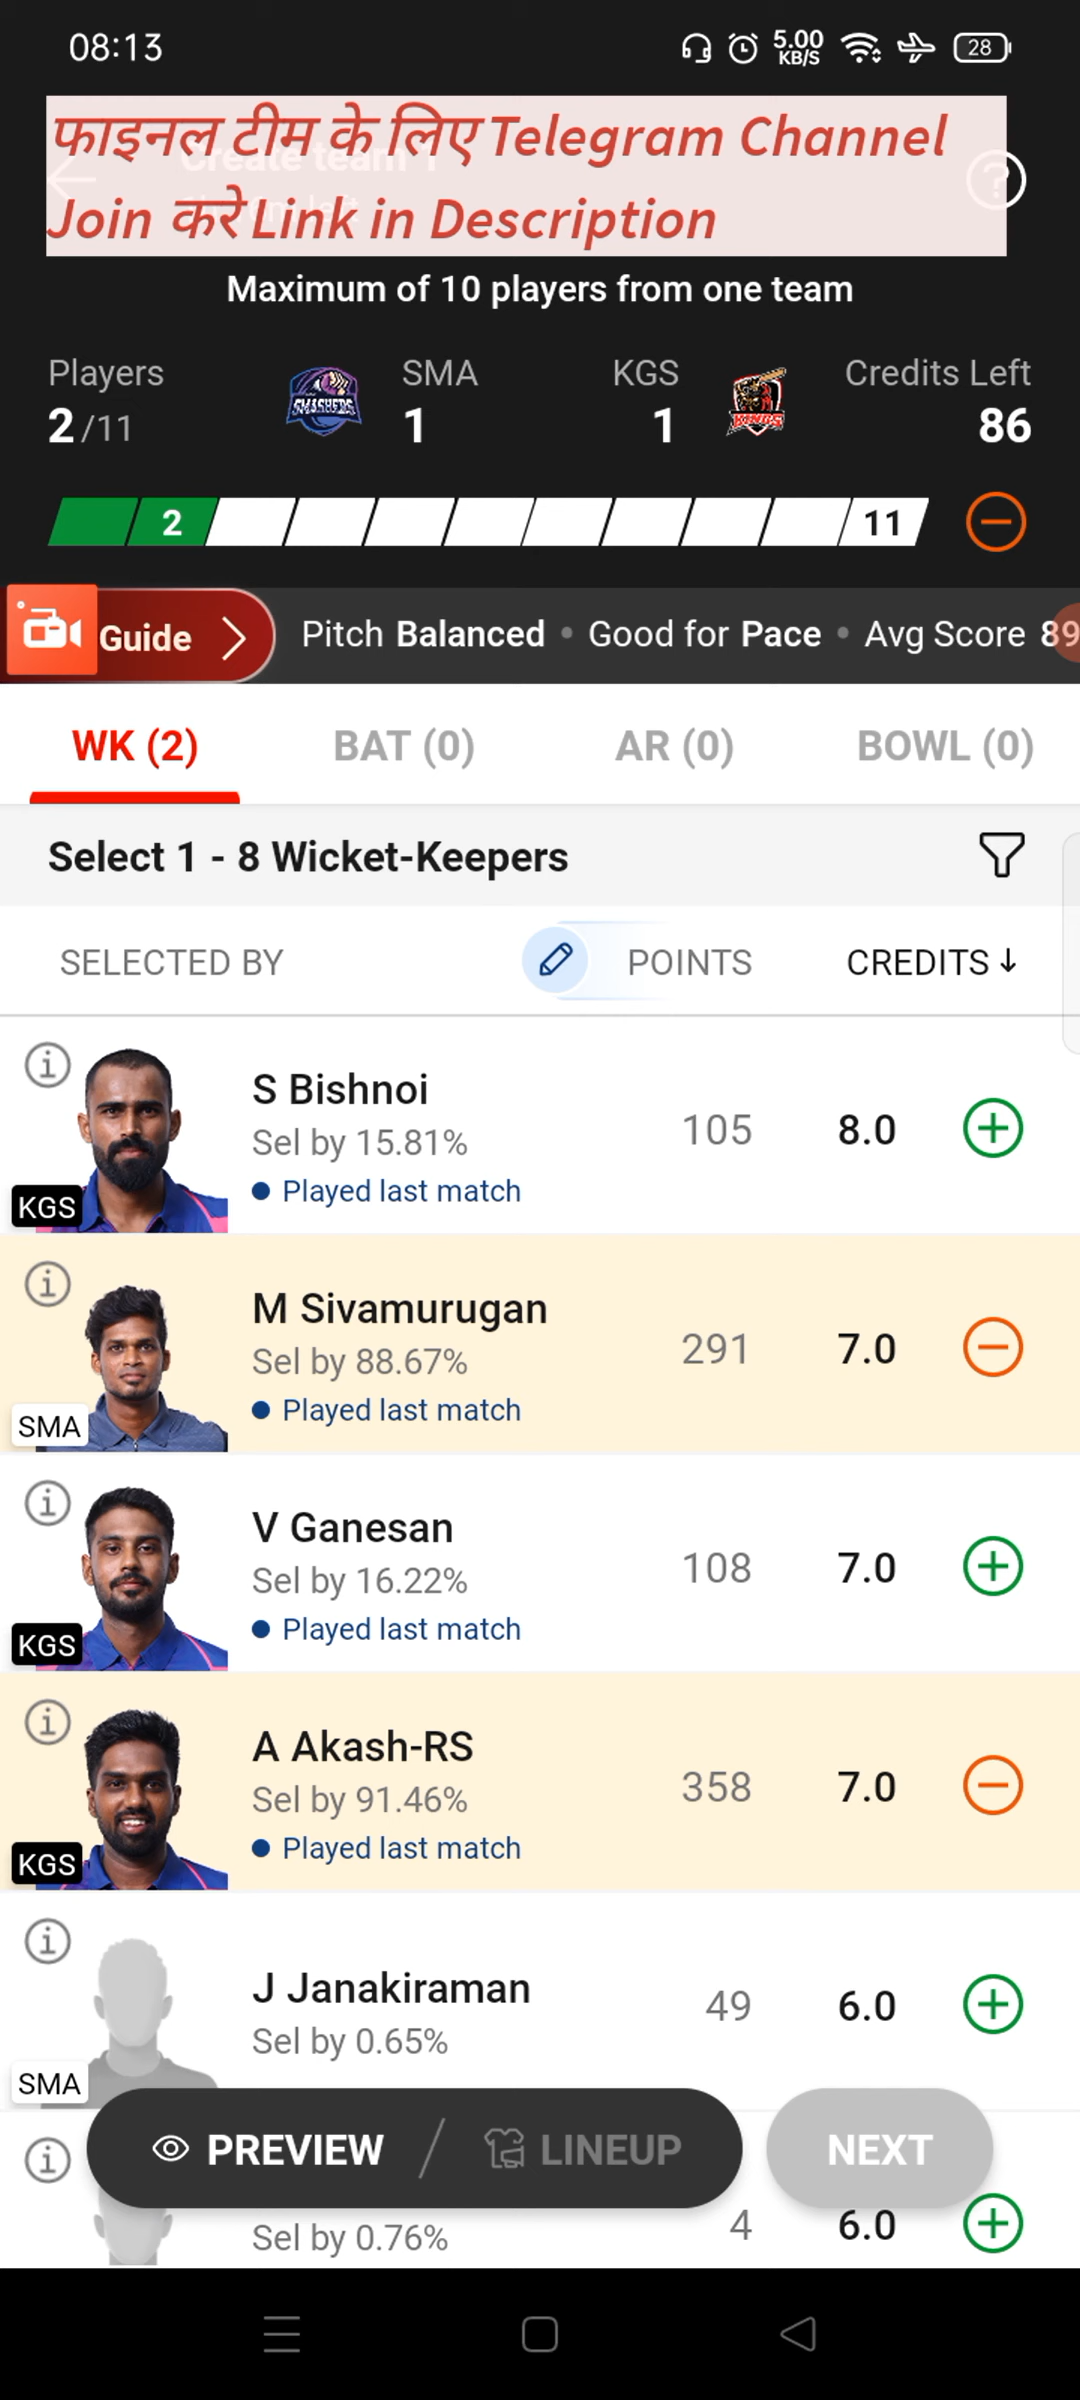 08:13
5.00
KB/S
28
फाइनल टीम के लिए Telegram Channel
Join करे Link in Description
Create team 1
Maximum of 10 players from one team
Players
SMA
KGS
Credits Left
2/11
1
1
86
SMASHERS
KINGS
2
11
Guide
Pitch Balanced • Good for Pace • Avg Score 89
WK (2)
BAT (0)
AR (0)
BOWL (0)
Select 1 - 8 Wicket-Keepers
SELECTED BY
POINTS
CREDITS ↓
S Bishnoi
Sel by 15.81%
105
8.0
Played last match
KGS
M Sivamurugan
Sel by 88.67%
291
7.0
Played last match
SMA
V Ganesan
Sel by 16.22%
108
7.0
Played last match
KGS
A Akash-RS
Sel by 91.46%
358
7.0
Played last match
KGS
J Janakiraman
Sel by 0.65%
49
6.0
SMA
PREVIEW / LINEUP
NEXT
Sel by 0.76%
4
6.0